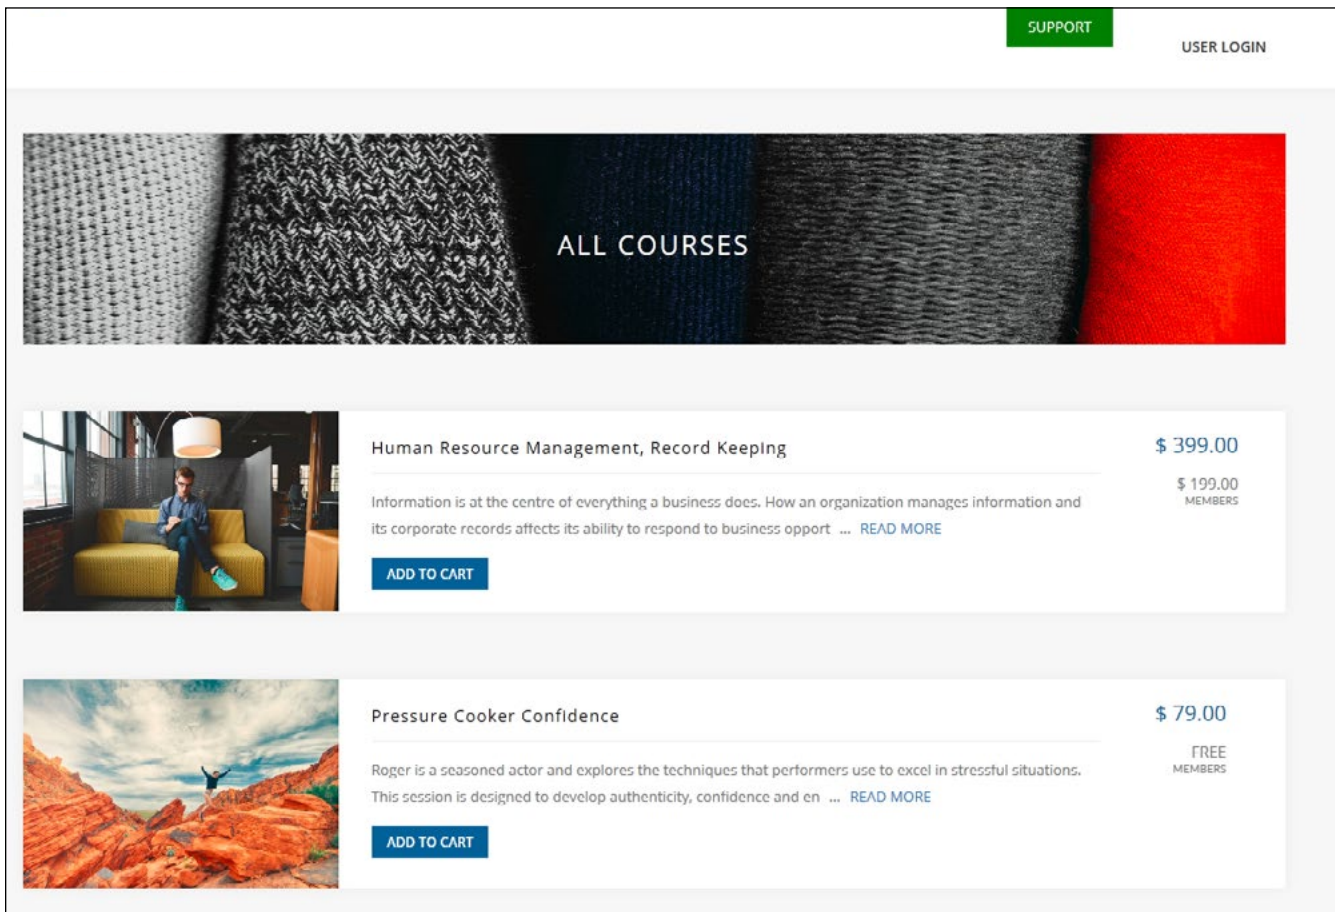 SUPPORT
USER LOGIN
ALL COURSES
Human Resource Management, Record Keeping
$ 399.00
$ 199.00
MEMBERS
Information is at the centre of everything a business does. How an organization manages information and
its corporate records affects its ability to respond to business opport ... READ MORE
ADD TO CART
Pressure Cooker Confidence
$ 79.00
FREE
MEMBERS
Roger is a seasoned actor and explores the techniques that performers use to excel in stressful situations.
This session is designed to develop authenticity, confidence and en ... READ MORE
ADD TO CART